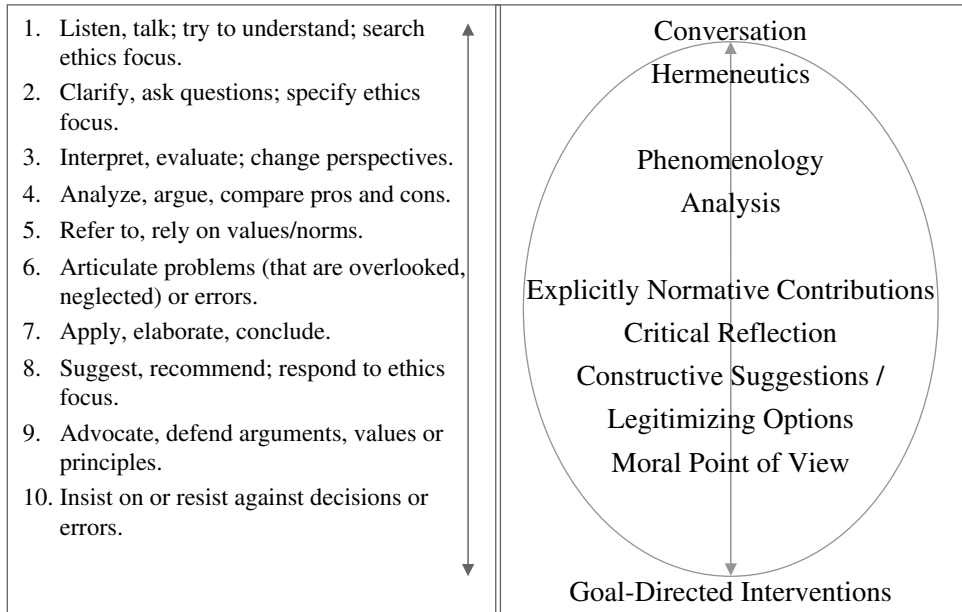 1. Listen, talk; try to understand; search
ethics focus.
2. Clarify, ask questions; specify ethics
focus.
3. Interpret, evaluate; change perspectives.
4. Analyze, argue, compare pros and cons.
5. Refer to, rely on values/norms.
6. Articulate problems (that are overlooked,
neglected) or errors.
7. Apply, elaborate, conclude.
8. Suggest, recommend; respond to ethics
focus.
9. Advocate, defend arguments, values or
principles.
10. Insist on or resist against decisions or
errors.
Conversation
Hermeneutics
Phenomenology
Analysis
Explicitly Normative Contributions
Critical Reflection
Constructive Suggestions /
Legitimizing Options
Moral Point of View
Goal-Directed Interventions